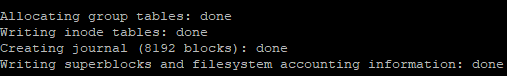 Allocating group tables: done
Writing inode tables: done
Creating journal (8192 blocks): done
Writing superblocks and filesystem accounting information: done